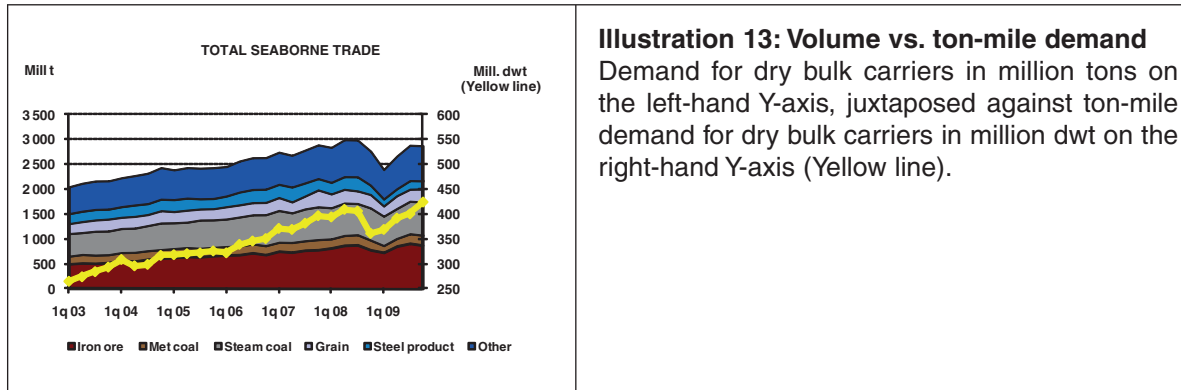 TOTAL SEABORNE TRADE
Mill t
Mill. dwt
(Yellow line)
3 500
3 000
2 500
2 000
1 500
1 000
500
0
600
550
500
450
400
350
300
250
1q 03 1q 04 1q 05 1q 06 1q 07 1q 08 1q 09
Iron ore Met coal Steam coal Grain Steel product Other
Illustration 13: Volume vs. ton-mile demand
Demand for dry bulk carriers in million tons on
the left-hand Y-axis, juxtaposed against ton-mile
demand for dry bulk carriers in million dwt on the
right-hand Y-axis (Yellow line).